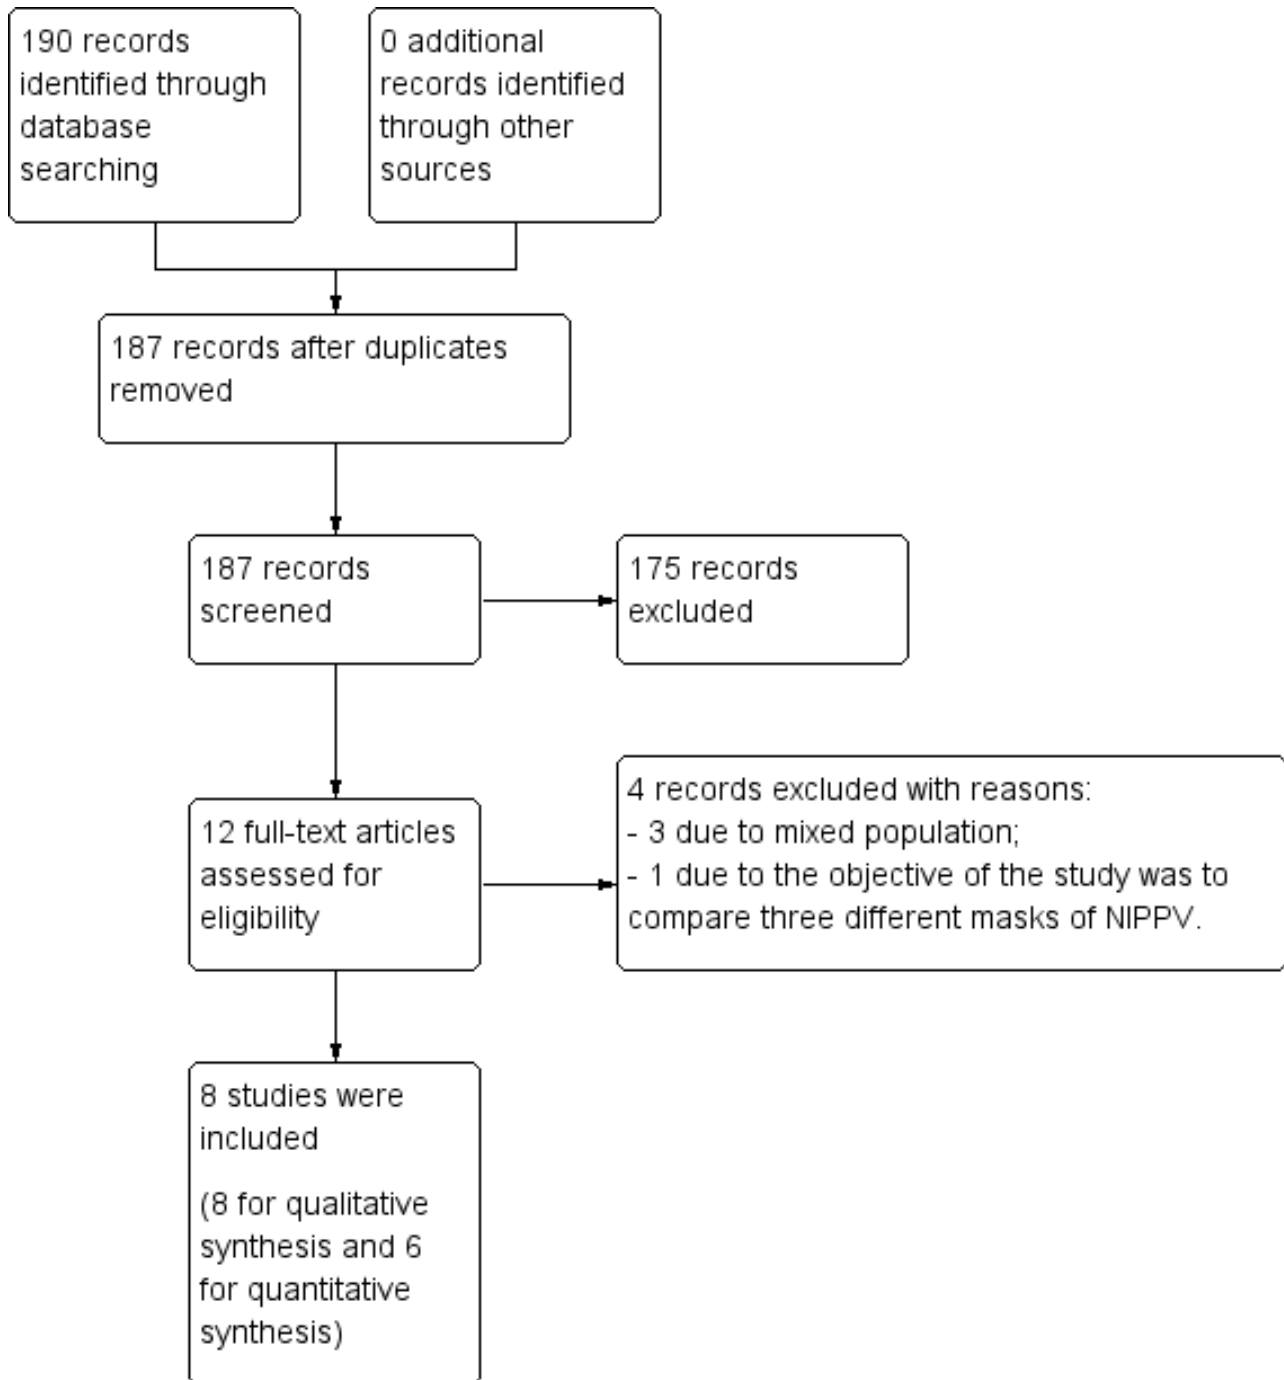 190 records
identified through
database
searching
0 additional
records identified
through other
sources
187 records after duplicates
removed
187 records
screened
175 records
excluded
12 full-text articles
assessed for
eligibility
4 records excluded with reasons:
- 3 due to mixed population;
- 1 due to the objective of the study was to
compare three different masks of NIPPV.
8 studies were
included
(8 for qualitative
synthesis and 6
for quantitative
synthesis)